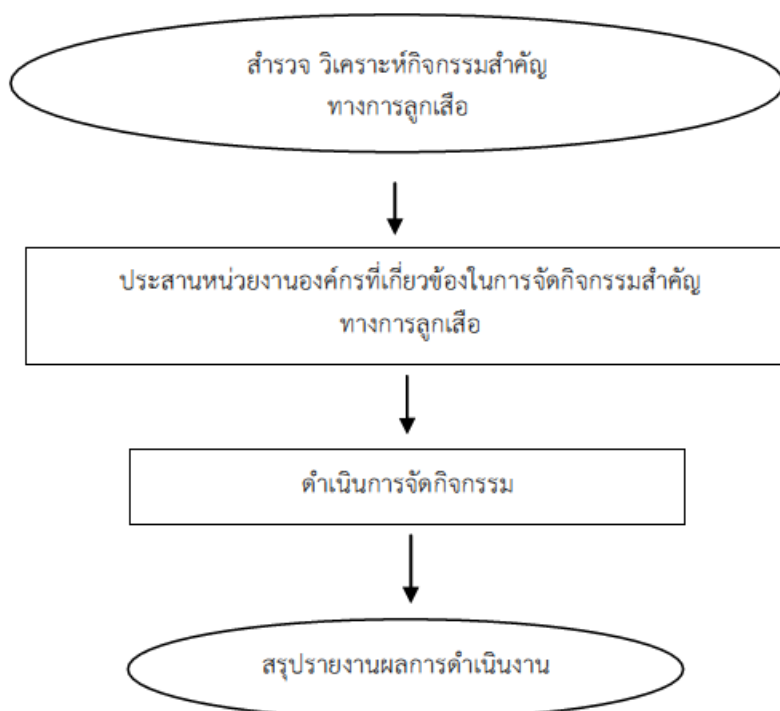 สำรวจ วิเคราะห์กิจกรรมสำคัญ
ทางการลูกเสือ
ประสานหน่วยงานองค์กรที่เกี่ยวข้องในการจัดกิจกรรมสำคัญ
ทางการลูกเสือ
ดำเนินการจัดกิจกรรม
สรุปรายงานผลการดำเนินงาน